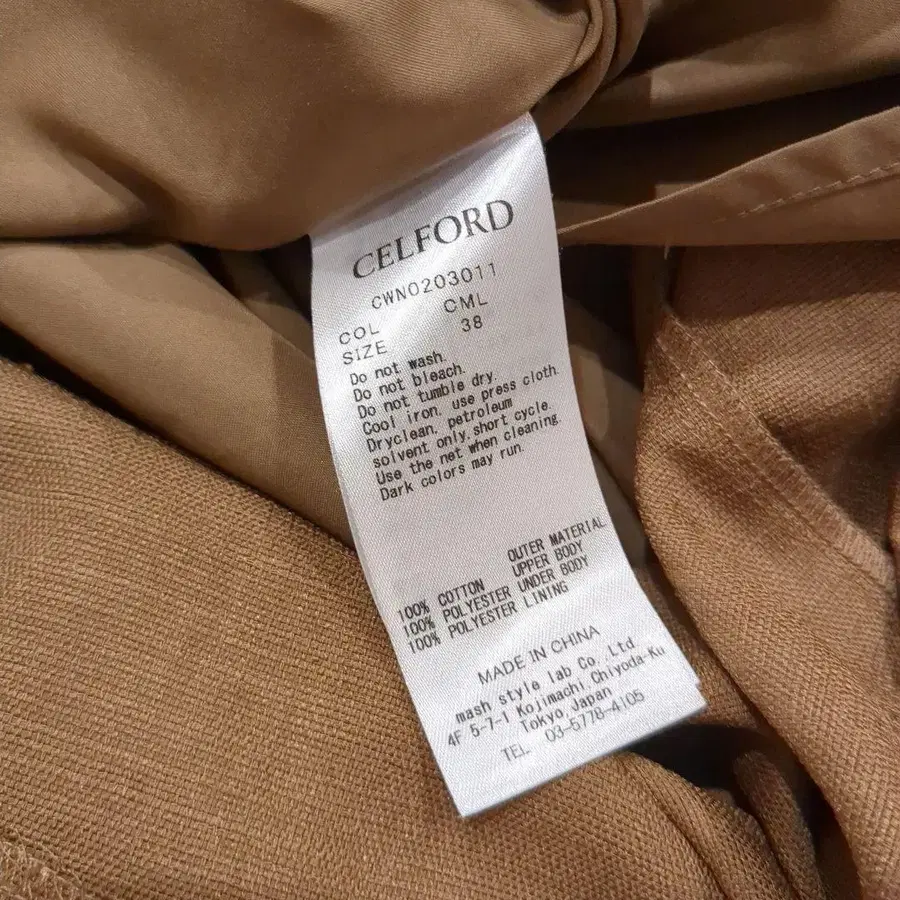 CELFORD
CWNO203011
COL CML
SIZE 38
Do not wash.
Do not bleach.
Do not tumble dry.
Cool iron. use press cloth.
Dryclean. petroleum
solvent only.short cycle.
Use the net when cleaning.
Dark colors may run.
OUTER MATERIAL
100% COTTON UPPER BODY
100% POLYESTER UNDER BODY
100% POLYESTER LINING
MADE IN CHINA
mash style lab Co.,Ltd
4F 5-7-1 Kojimachi,Chiyoda-Ku
Tokyo,Japan
TEL 03-5778-4105